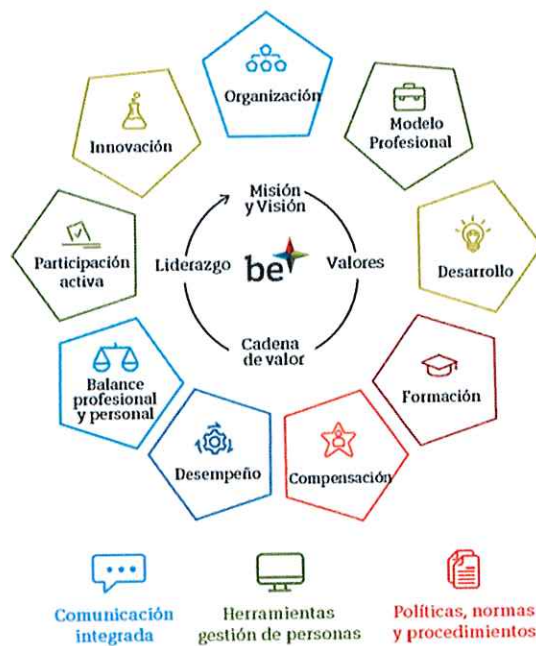 Organización
Modelo
Profesional
Desarrollo
Formación
Compensación
Desempeño
Balance
profesional
y personal
Participación
activa
Innovación
Misión
y Visión
Valores
Cadena
de valor
Liderazgo
be
Comunicación
integrada
Herramientas
gestión de personas
Políticas, normas
y procedimientos